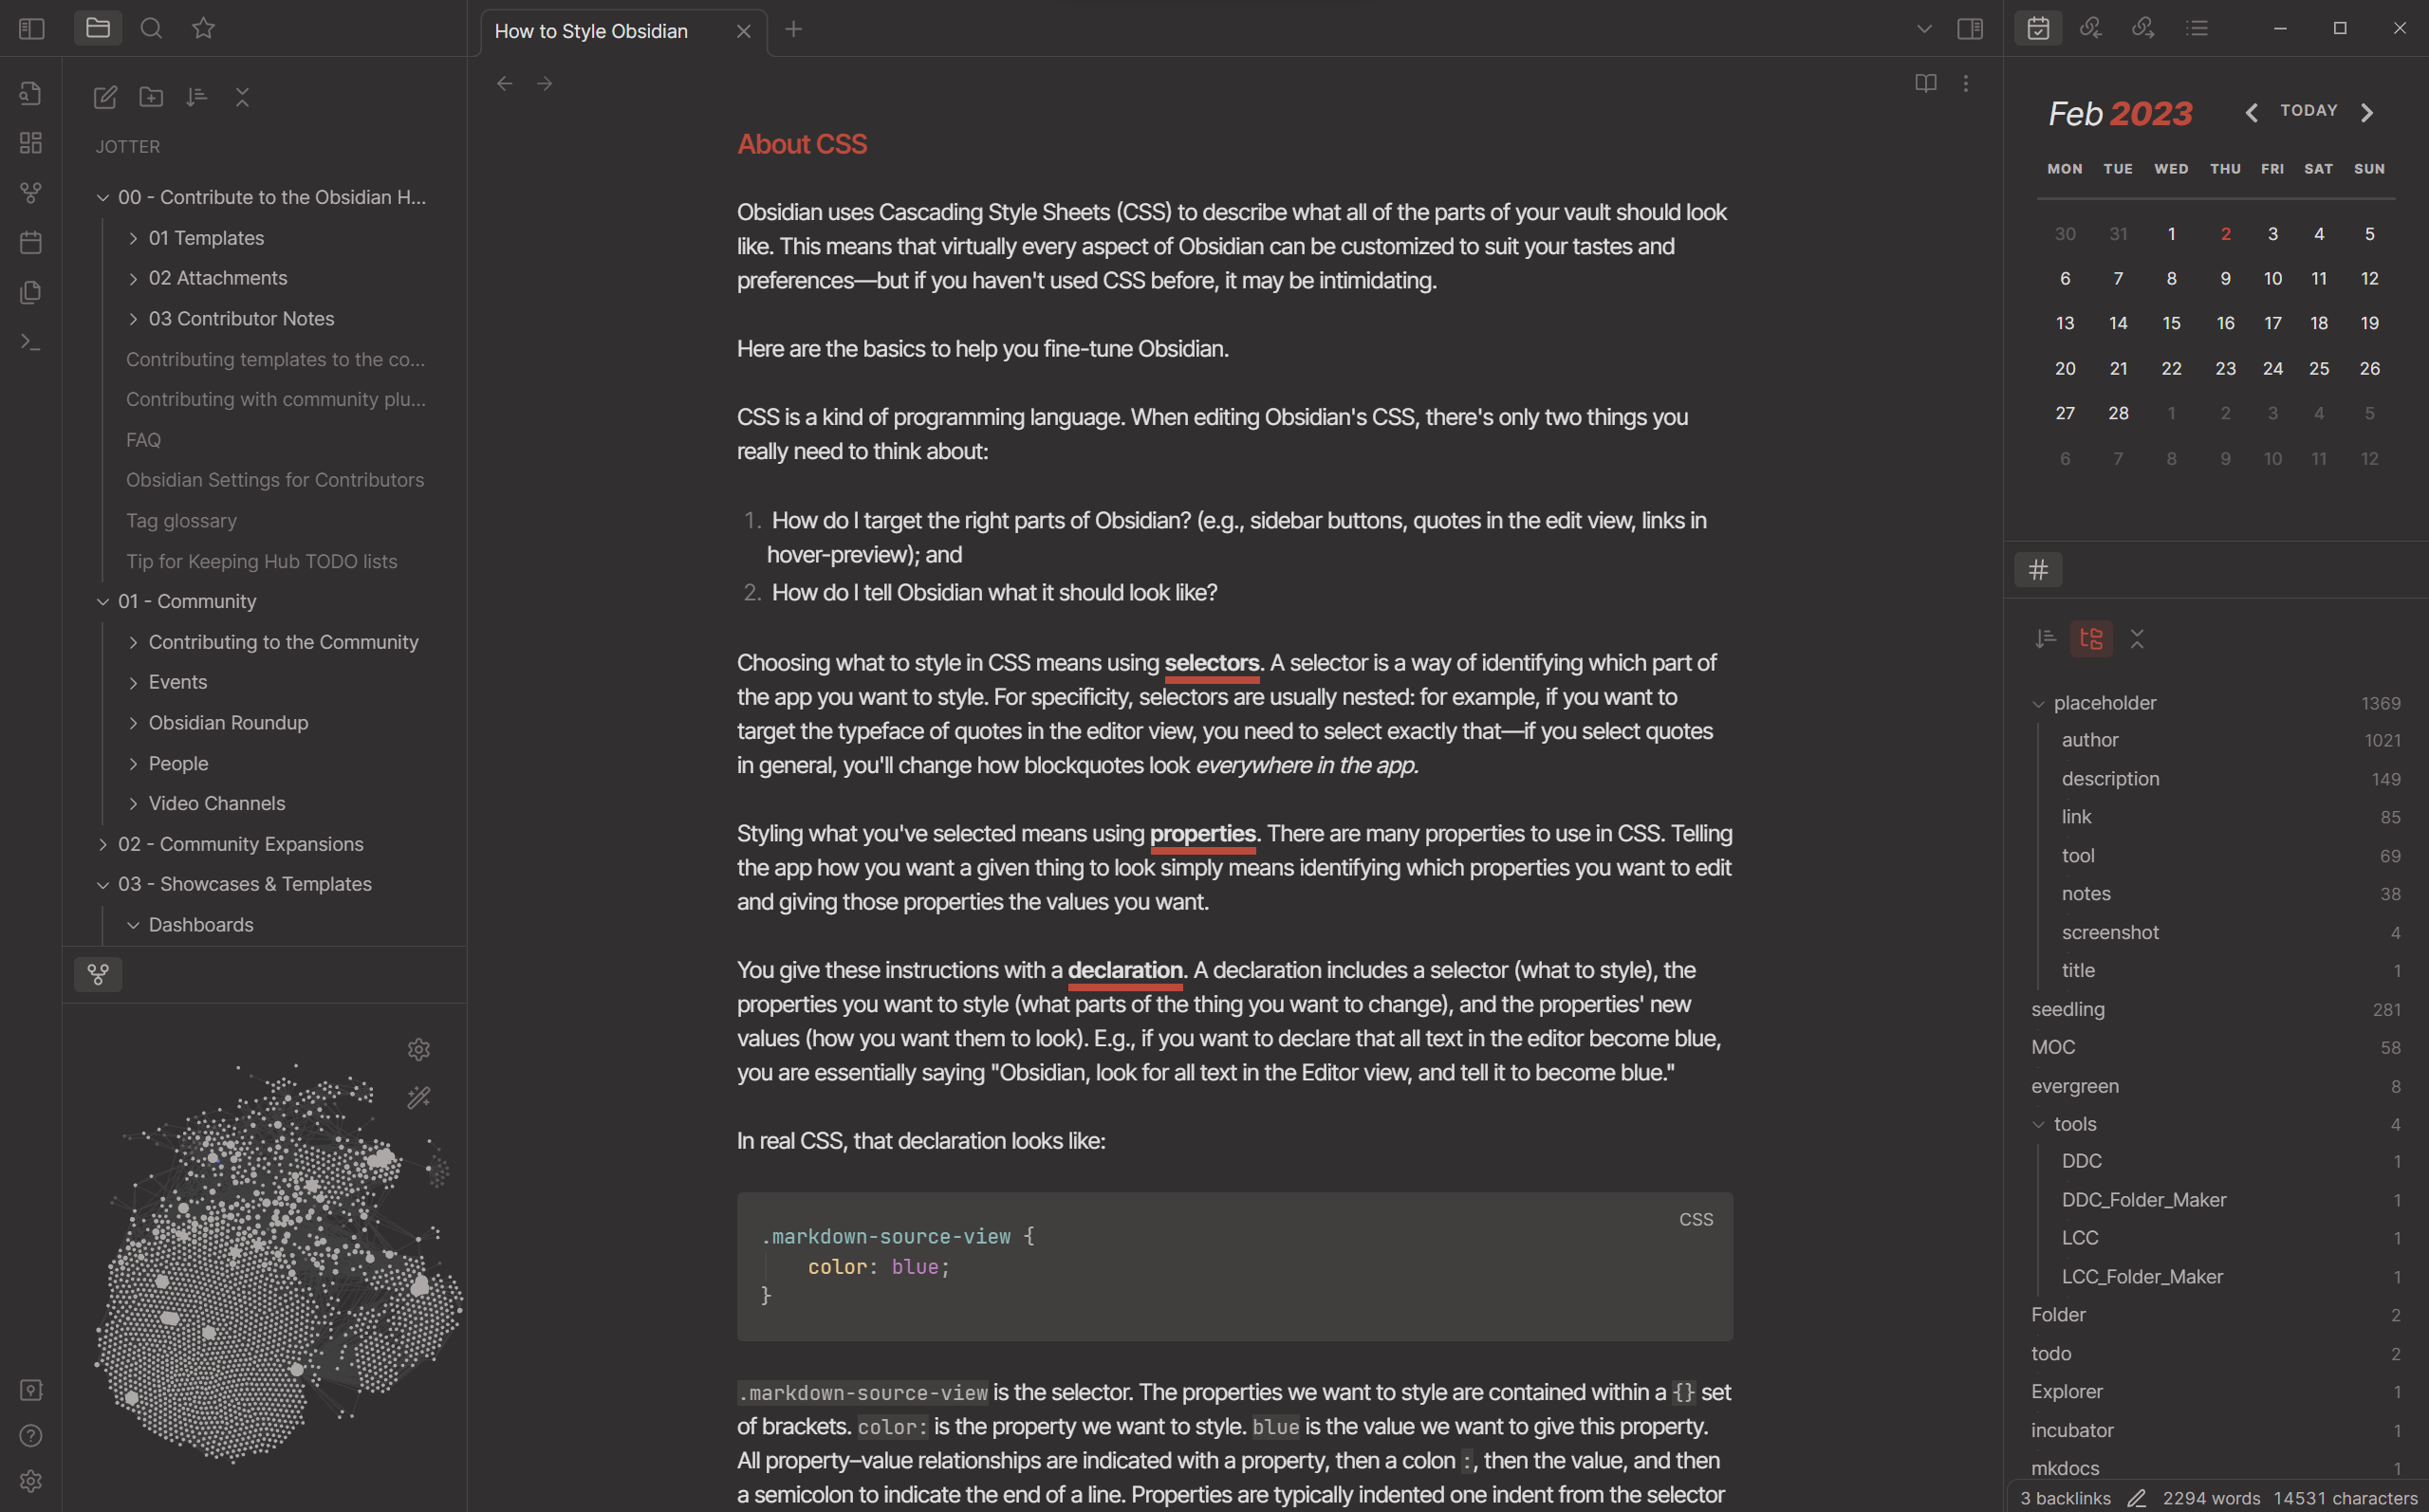 How to Style Obsidian
JOTTER
00 - Contribute to the Obsidian H...
01 Templates
02 Attachments
03 Contributor Notes
Contributing templates to the co...
Contributing with community plu...
FAQ
Obsidian Settings for Contributors
Tag glossary
Tip for Keeping Hub TODO lists
01 - Community
Contributing to the Community
Events
Obsidian Roundup
People
Video Channels
02 - Community Expansions
03 - Showcases & Templates
Dashboards
About CSS
Obsidian uses Cascading Style Sheets (CSS) to describe what all of the parts of your vault should look
like. This means that virtually every aspect of Obsidian can be customized to suit your tastes and
preferences—but if you haven't used CSS before, it may be intimidating.
Here are the basics to help you fine-tune Obsidian.
CSS is a kind of programming language. When editing Obsidian's CSS, there's only two things you
really need to think about:
1. How do I target the right parts of Obsidian? (e.g., sidebar buttons, quotes in the edit view, links in
hover-preview); and
2. How do I tell Obsidian what it should look like?
Choosing what to style in CSS means using selectors. A selector is a way of identifying which part of
the app you want to style. For specificity, selectors are usually nested: for example, if you want to
target the typeface of quotes in the editor view, you need to select exactly that—if you select quotes
in general, you'll change how blockquotes look everywhere in the app.
Styling what you've selected means using properties. There are many properties to use in CSS. Telling
the app how you want a given thing to look simply means identifying which properties you want to edit
and giving those properties the values you want.
You give these instructions with a declaration. A declaration includes a selector (what to style), the
properties you want to style (what parts of the thing you want to change), and the properties' new
values (how you want them to look). E.g., if you want to declare that all text in the editor become blue,
you are essentially saying "Obsidian, look for all text in the Editor view, and tell it to become blue."
In real CSS, that declaration looks like:
CSS
.markdown-source-view {
color: blue;
}
.markdown-source-view is the selector. The properties we want to style are contained within a {} set
of brackets. color: is the property we want to style. blue is the value we want to give this property.
All property–value relationships are indicated with a property, then a colon :, then the value, and then
a semicolon to indicate the end of a line. Properties are typically indented one indent from the selector
Feb 2023 TODAY
MON TUE WED THU FRI SAT SUN
30 31 1 2 3 4 5
6 7 8 9 10 11 12
13 14 15 16 17 18 19
20 21 22 23 24 25 26
27 28 1 2 3 4 5
6 7 8 9 10 11 12
placeholder 1369
author 1021
description 149
link 85
tool 69
notes 38
screenshot 4
title 1
seedling 281
MOC 58
evergreen 8
tools 4
DDC 1
DDC_Folder_Maker 1
LCC 1
LCC_Folder_Maker 1
Folder 2
todo 2
Explorer 1
incubator 1
mkdocs 1
3 backlinks 2294 words 14531 characters